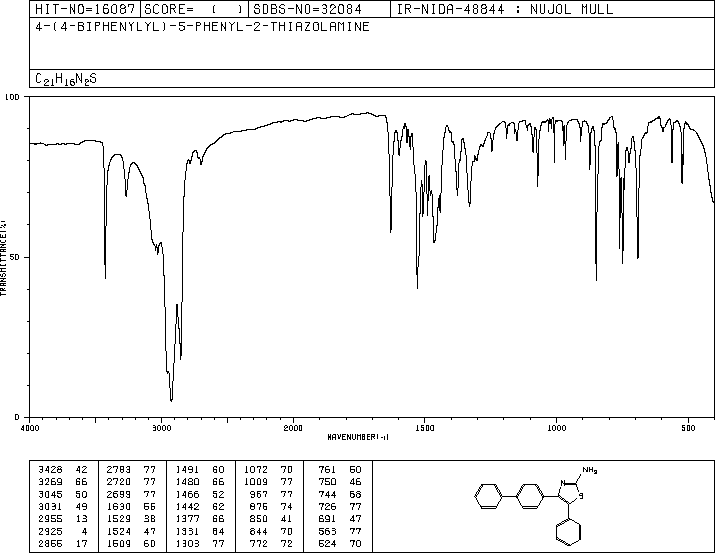 HIT-NO=16087 SCORE= ( ) SDBS-NO=32084 IR-NIDA-48844 : NUJOL MULL
4-(4-BIPHENYLYL)-5-PHENYL-2-THIAZOLAMINE
C21H16N2S
100
50
0
TRANSMITTANCE(%)
4000 3000 2000 1500 1000 500
WAVENUMBER(-1)
3428 42 2783 77 1491 60 1072 70 761 50
3269 66 2720 77 1480 66 1009 77 750 46
3045 50 2699 77 1466 52 967 77 744 68
3031 49 1630 55 1442 62 876 74 726 77
2955 13 1529 38 1377 66 850 41 691 47
2925 4 1524 47 1331 64 844 70 563 77
2855 17 1509 60 1303 77 772 72 524 70
NH2
N
S